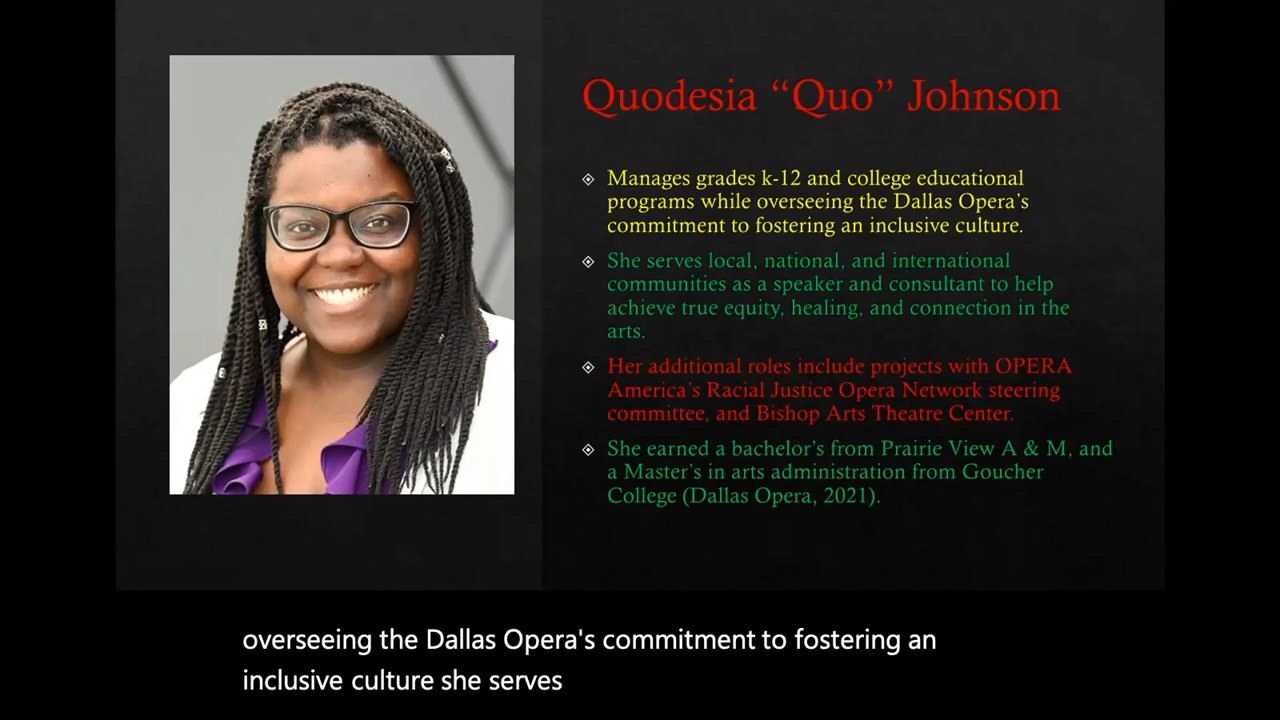 Quodesia “Quo” Johnson
Manages grades k-12 and college educational
programs while overseeing the Dallas Opera’s
commitment to fostering an inclusive culture.
She serves local, national, and international
communities as a speaker and consultant to help
achieve true equity, healing, and connection in the
arts.
Her additional roles include projects with OPERA
America’s Racial Justice Opera Network steering
committee, and Bishop Arts Theatre Center.
She earned a bachelor’s from Prairie View A & M, and
a Master’s in arts administration from Goucher
College (Dallas Opera, 2021).
overseeing the Dallas Opera's commitment to fostering an
inclusive culture she serves